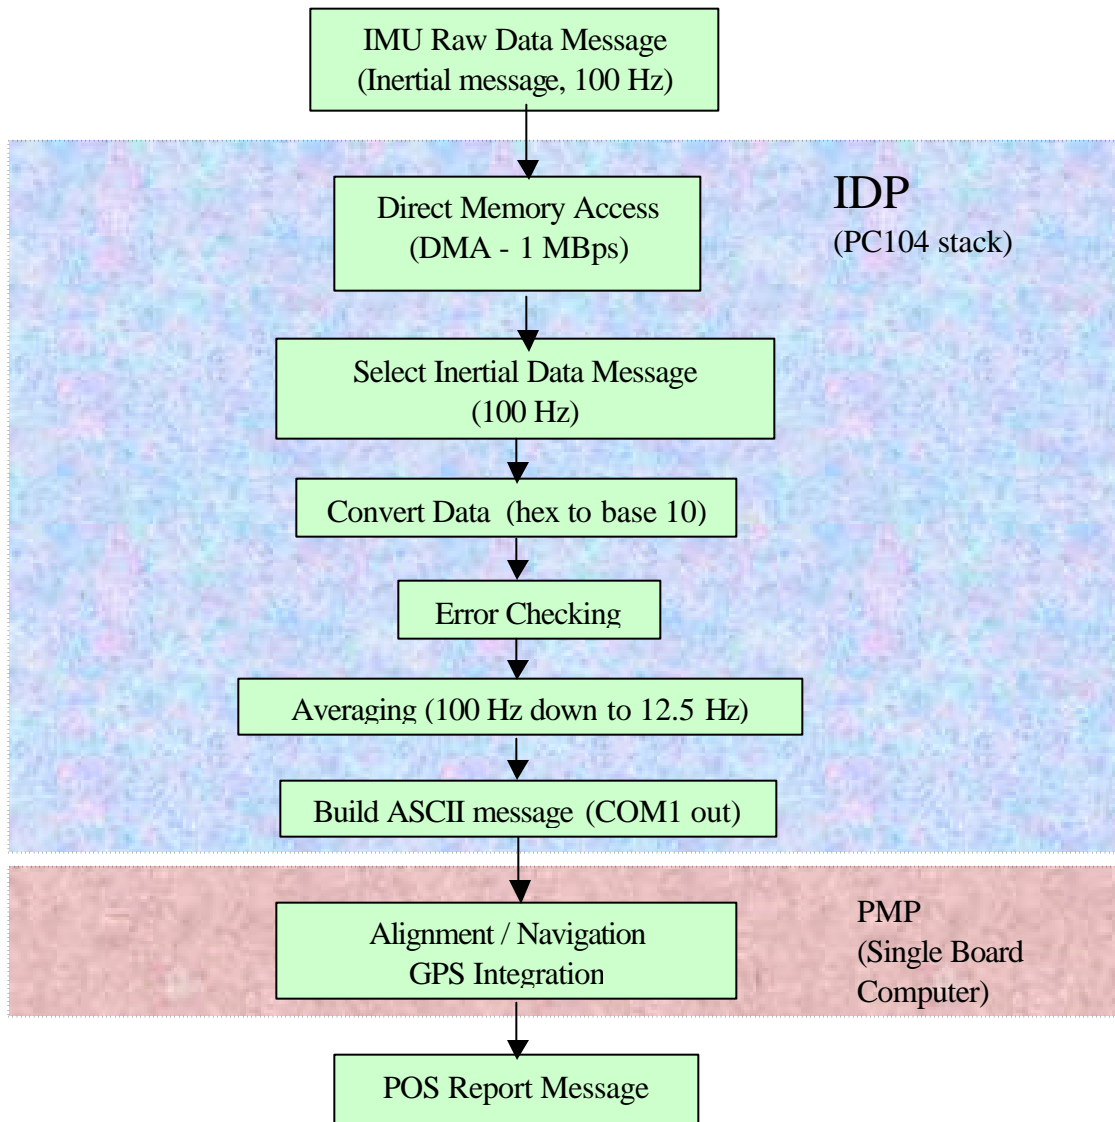 IMU Raw Data Message
(Inertial message, 100 Hz)
IDP
(PC104 stack)
Direct Memory Access
(DMA - 1 MBps)
Select Inertial Data Message
(100 Hz)
Convert Data (hex to base 10)
Error Checking
Averaging (100 Hz down to 12.5 Hz)
Build ASCII message (COM1 out)
PMP
(Single Board
Computer)
Alignment / Navigation
GPS Integration
POS Report Message